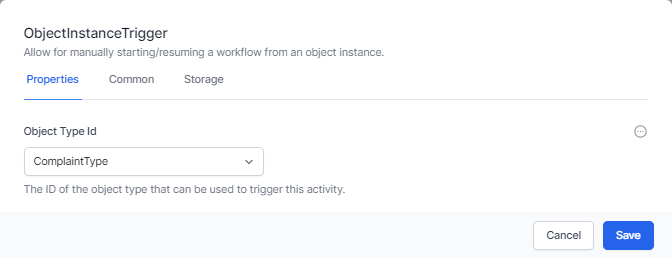 ObjectInstanceTrigger
Allow for manually starting/resuming a workflow from an object instance.
Properties Common Storage
Object Type Id
ComplaintType
The ID of the object type that can be used to trigger this activity.
Cancel Save